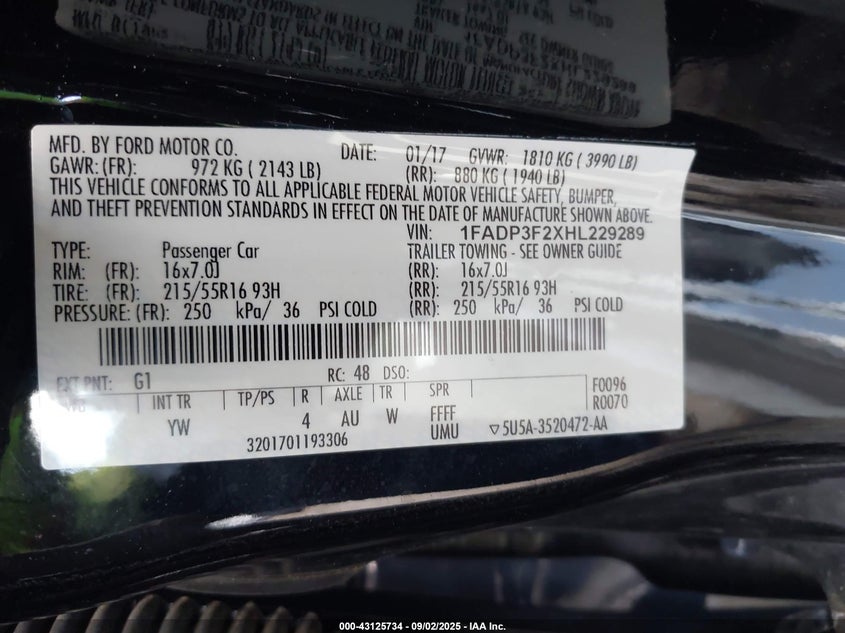 MFD. BY FORD MOTOR CO. DATE: 01/17 GVWR: 1810 KG ( 3990 LB)
GAWR: (FR): 972 KG ( 2143 LB) (RR): 880 KG ( 1940 LB)
THIS VEHICLE CONFORMS TO ALL APPLICABLE FEDERAL MOTOR VEHICLE SAFETY, BUMPER,
AND THEFT PREVENTION STANDARDS IN EFFECT ON THE DATE OF MANUFACTURE SHOWN ABOVE.
VIN: 1FADP3F2XHL229289
TYPE: Passenger Car TRAILER TOWING - SEE OWNER GUIDE
RIM: (FR): 16x7.0J (RR): 16x7.0J
TIRE: (FR): 215/55R16 93H (RR): 215/55R16 93H
PRESSURE: (FR): 250 kPa/ 36 PSI COLD (RR): 250 kPa/ 36 PSI COLD
EXT PNT: G1 RC: 48 DSO:
INT TR TP/PS R AXLE TR SPR F0096
YW 4 AU W FFFF R0070
3201701193306 UMU ▽5U5A-3520472-AA
000-43125734 - 09/02/2025 - IAA Inc.